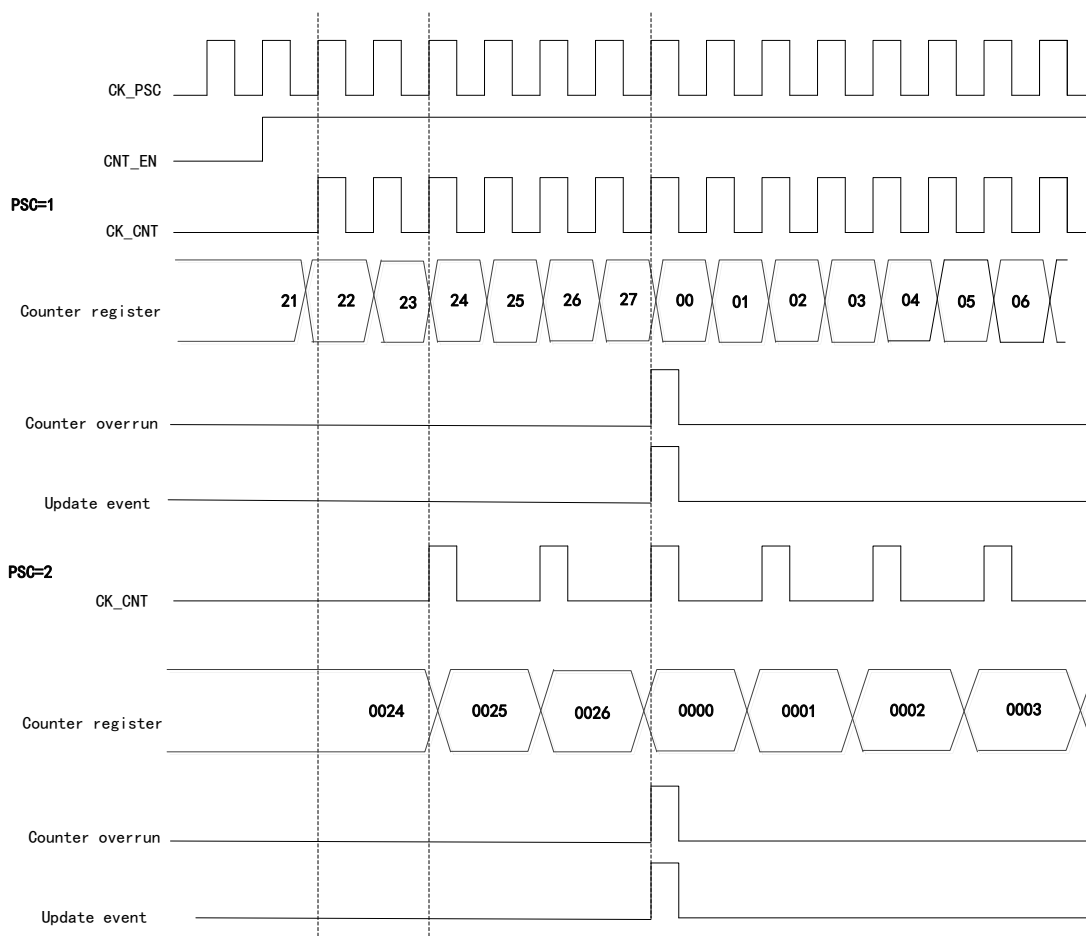 CK_PSC
CNT_EN
PSC=1
CK_CNT
Counter register 21 22 23 24 25 26 27 00 01 02 03 04 05 06
Counter overrun
Update event
PSC=2
CK_CNT
Counter register 0024 0025 0026 0000 0001 0002 0003
Counter overrun
Update event